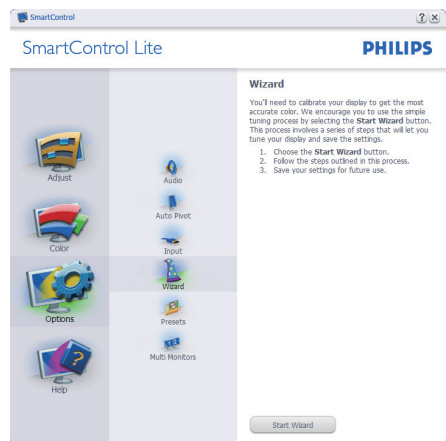 SmartControl
? X
SmartControl Lite
PHILIPS
Adjust
Color
Options
Help
Audio
Auto Pivot
Input
Wizard
Presets
Multi Monitors
Wizard
You'll need to calibrate your display to get the most
accurate color. We encourage you to use the simple
tuning process by selecting the Start Wizard button.
This process involves a series of steps that will let you
tune your display and save the settings.
1. Choose the Start Wizard button.
2. Follow the steps outlined in this process.
3. Save your settings for future use.
Start Wizard